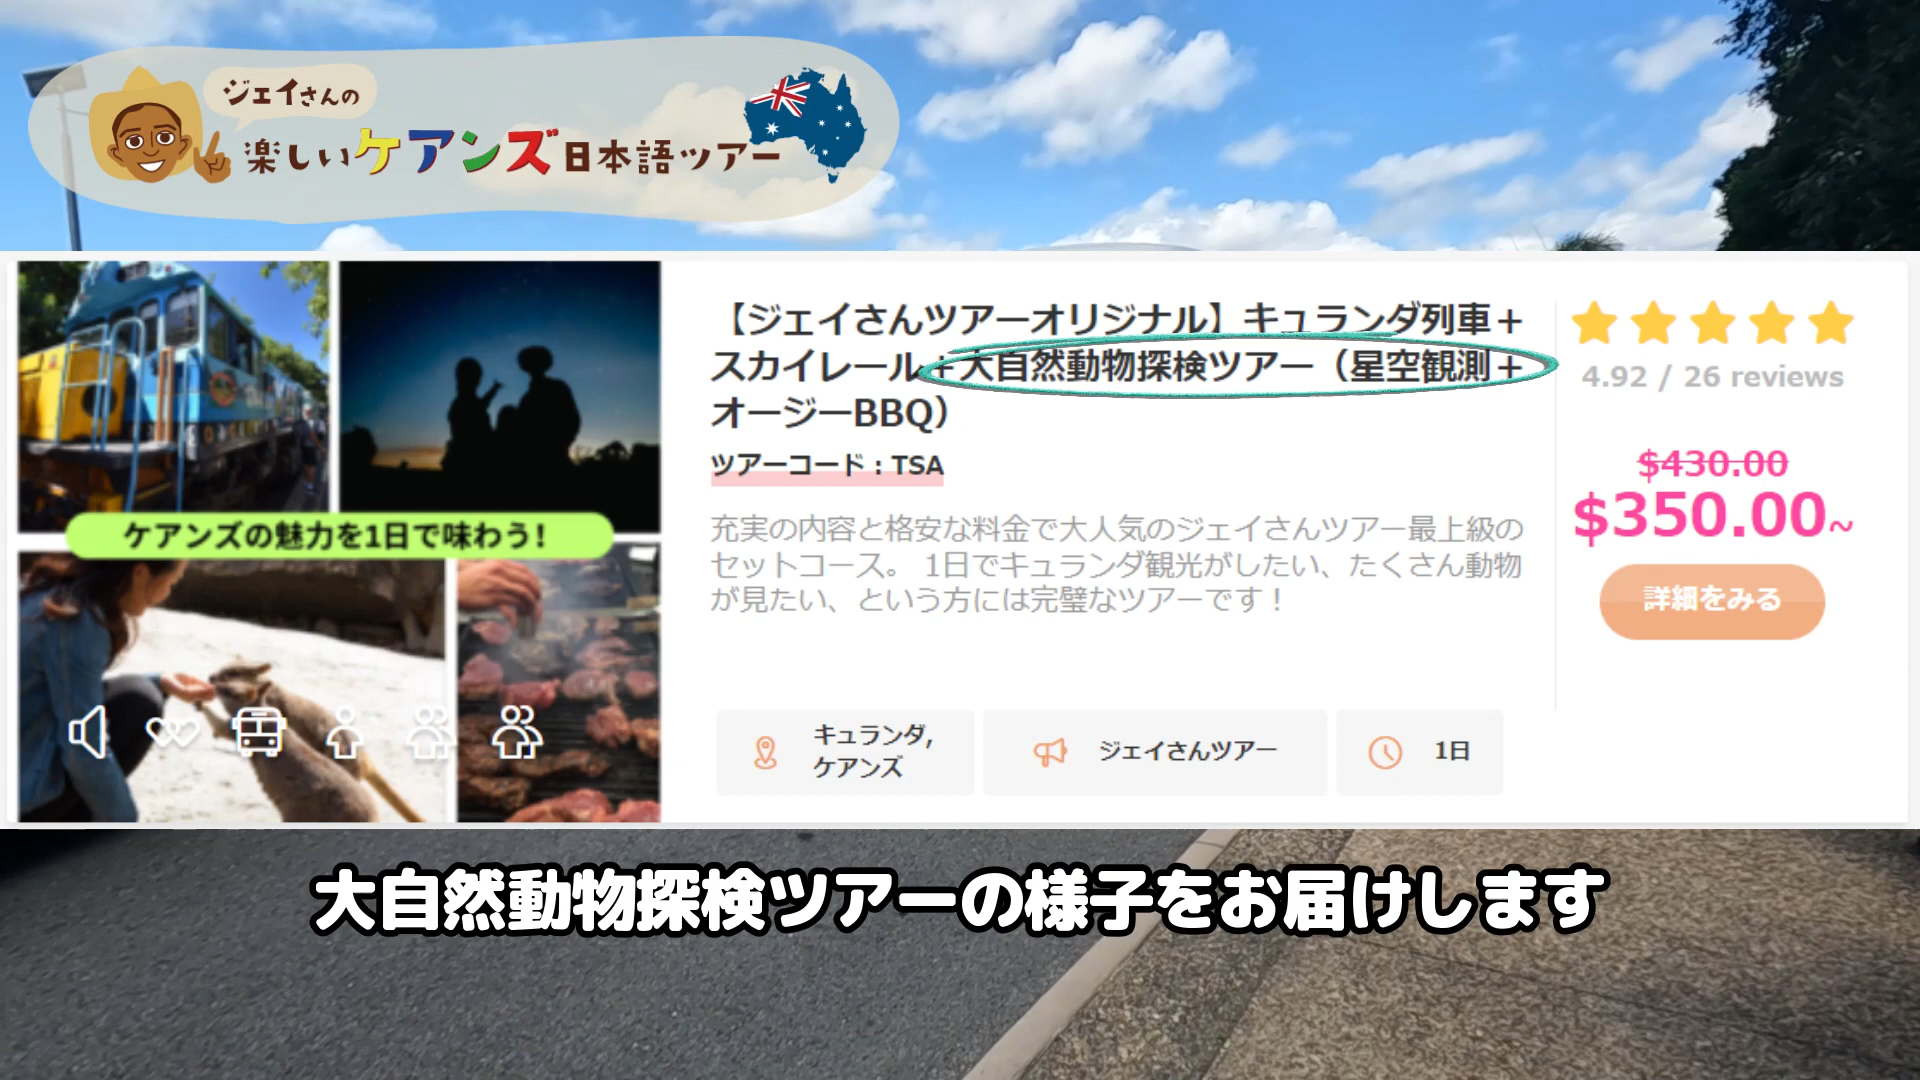 ジェイさんの
楽しいケアンズ日本語ツアー
ケアンズの魅力を1日で味わう！
【ジェイさんツアーオリジナル】キュランダ列車＋
スカイレール＋大自然動物探検ツアー（星空観測＋
オージーBBQ）
ツアーコード : TSA
充実の内容と格安な料金で大人気のジェイさんツアー最上級の
セットコース。 1日でキュランダ観光がしたい、たくさん動物
が見たい、という方には完璧なツアーです！
キュランダ,
ケアンズ
ジェイさんツアー
1日
4.92 / 26 reviews
$430.00
$350.00~
詳細をみる
大自然動物探検ツアーの様子をお届けします